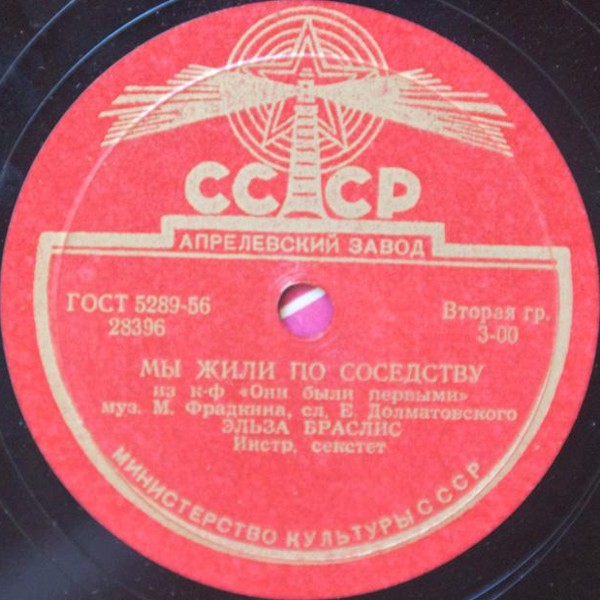 СССР
АПРЕЛЕВСКИЙ ЗАВОД
ГОСТ 5289-56
28396
Вторая гр.
3-00
МЫ ЖИЛИ ПО СОСЕДСТВУ
из к-ф «Они были первыми»
муз. М. Фрадкина, сл. Е. Долматовского
ЭЛЬЗА БРАСЛИС
Инстр. секстет
МИНИСТЕРСТВО КУЛЬТУРЫ СССР